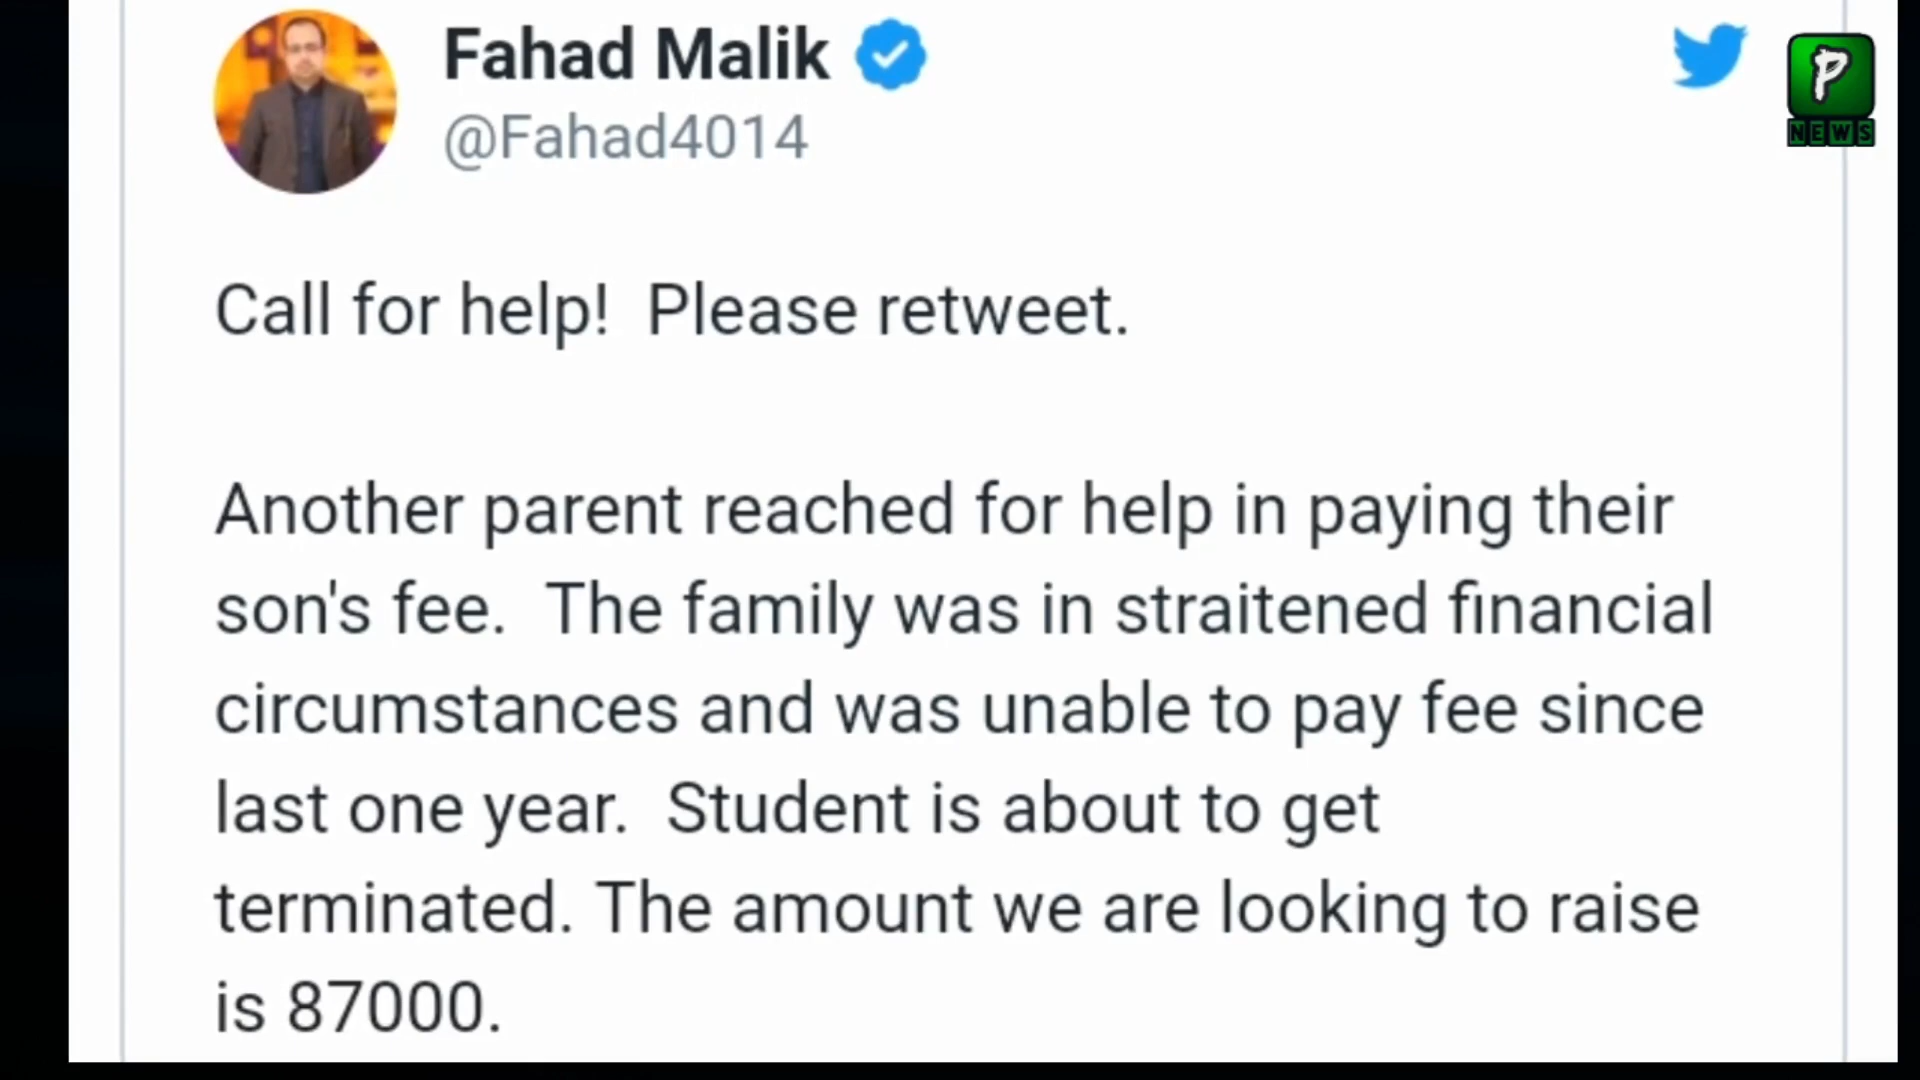 Fahad Malik
@Fahad4014
P
NEWS
Call for help! Please retweet.
Another parent reached for help in paying their
son's fee. The family was in straitened financial
circumstances and was unable to pay fee since
last one year. Student is about to get
terminated. The amount we are looking to raise
is 87000.